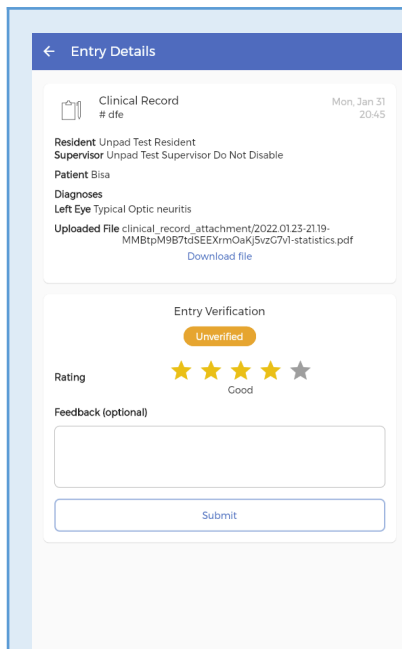 Entry Details
Clinical Record
# dfe
Mon, Jan 31
20:45
Resident Unpad Test Resident
Supervisor Unpad Test Supervisor Do Not Disable
Patient Bisa
Diagnoses
Left Eye Typical Optic neuritis
Uploaded File clinical_record_attachment/2022.01.23-21.19-
MMBtpM9B7tdSEEXrmOaKj5vzG7v1-statistics.pdf
Download file
Entry Verification
Unverified
Rating
Good
Feedback (optional)
Submit